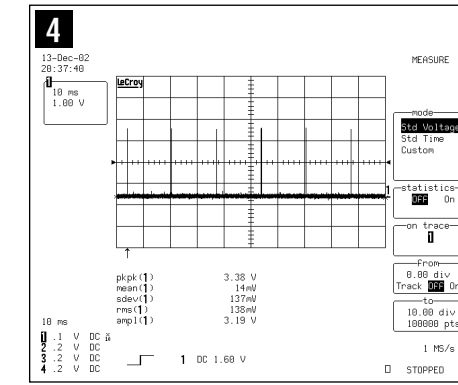 4
13-Dec-02
20:37:40
1
10 ms
1.00 V
LeCroy
MEASURE
mode
Std Voltage
Std Time
Custom
1
statistics
OFF On
on trace
1
from
0.00 div
Track OFF On
to
10.00 div
100000 pts
pkpk(1) 3.38 V
mean(1) 14mV
sdev(1) 137mV
rms(1) 138mV
ampl(1) 3.19 V
10 ms
1 .1 V DC
2 .2 V DC
3 .2 V DC
4 .2 V DC
1 DC 1.60 V
1 MS/s
STOPPED